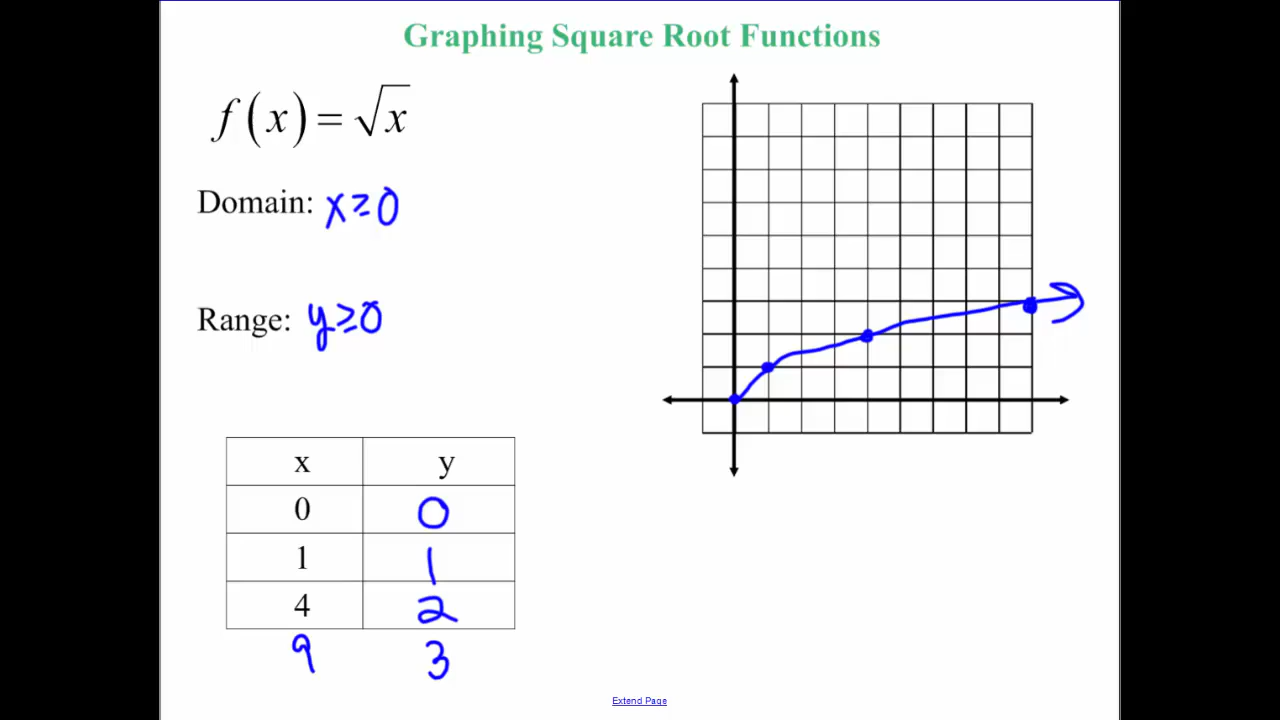 Graphing Square Root Functions
f(x) = √x
Domain: x ≥ 0
Range: y ≥ 0
x y
0 0
1 1
4 2
9 3
Extend Page